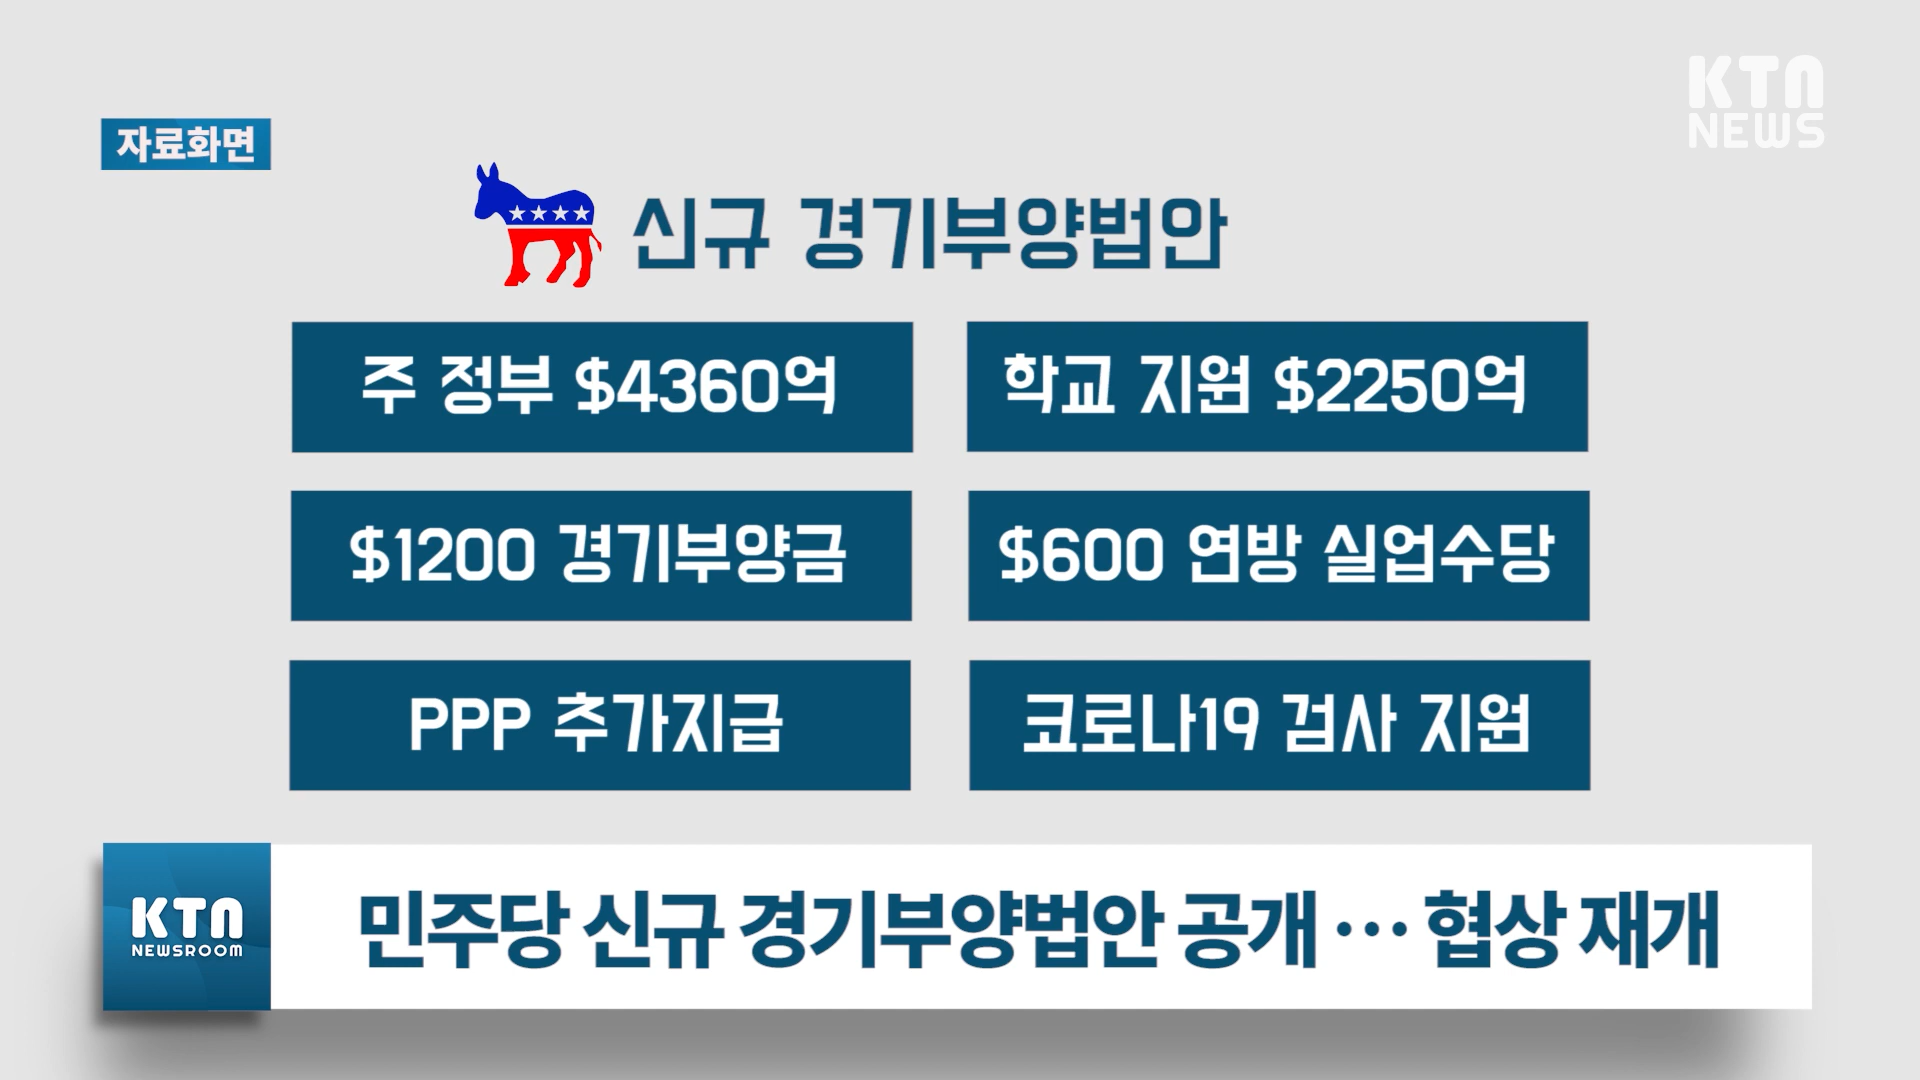 KTN
NEWS
자료화면
신규 경기부양법안
주 정부 $4360억
학교 지원 $2250억
$1200 경기부양금
$600 연방 실업수당
PPP 추가지급
코로나19 검사 지원
KTN
NEWSROOM
민주당 신규 경기부양법안 공개 ··· 협상 재개